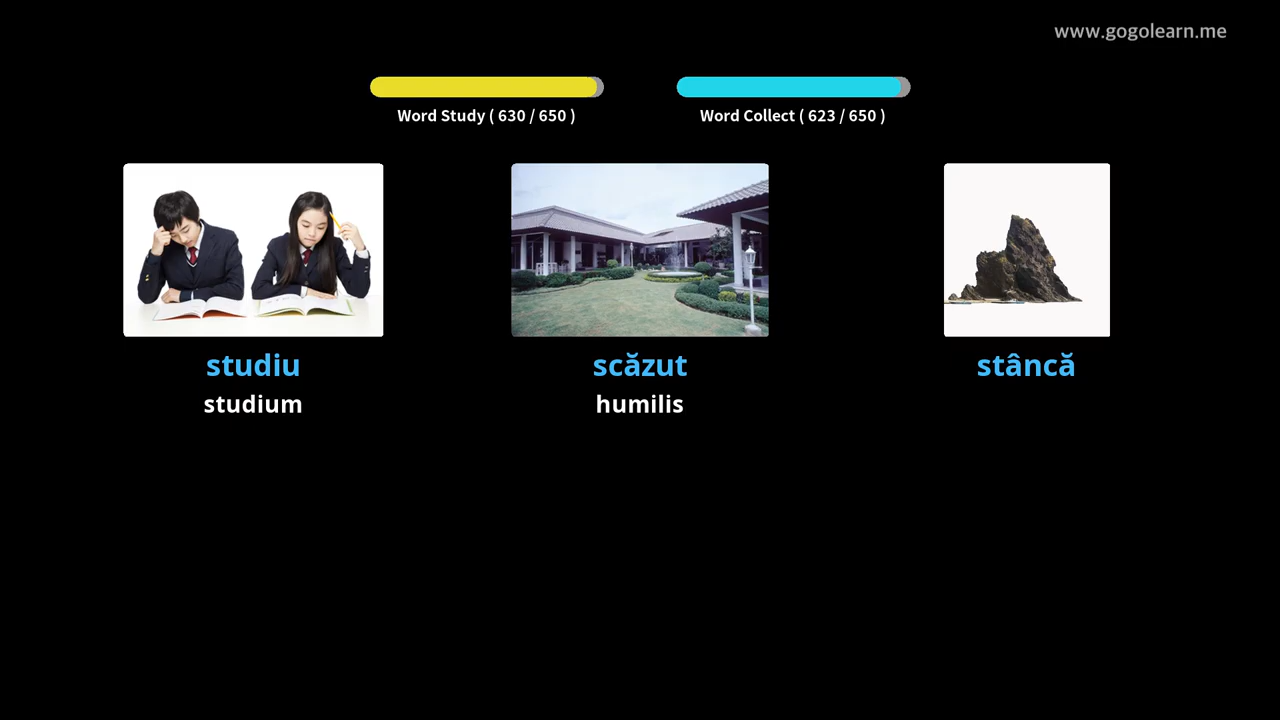 www.gogolearn.me
Word Study ( 630 / 650 )
Word Collect ( 623 / 650 )
studiu
scăzut
stâncă
studium
humilis